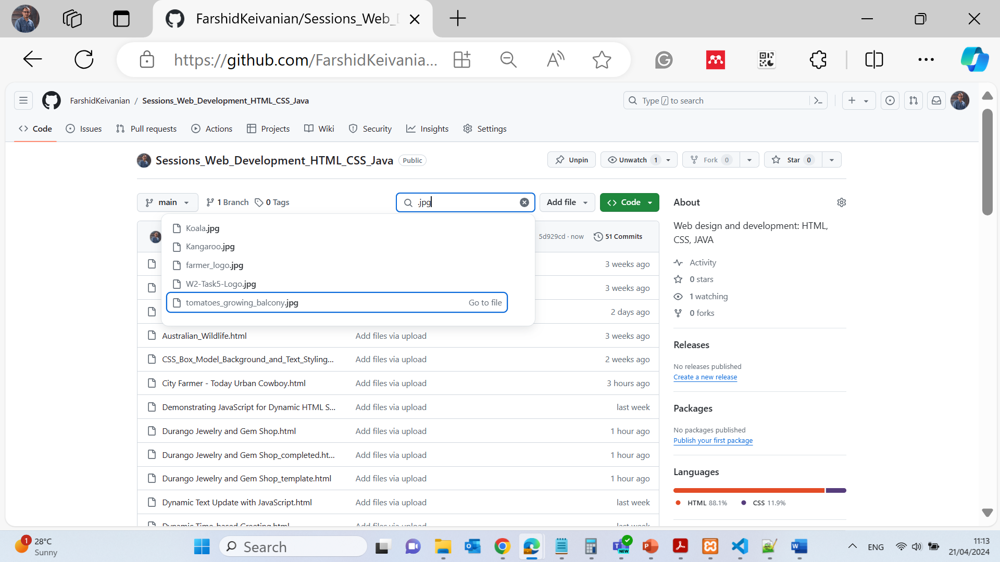 FarshidKeivanian/Sessions_Web_
https://github.com/FarshidKeivania...
FarshidKeivanian / Sessions_Web_Development_HTML_CSS_Java
Type / to search
Code Issues Pull requests Actions Projects Wiki Security Insights Settings
Sessions_Web_Development_HTML_CSS_Java Public
Unpin Unwatch 1 Fork 0 Star 0
main 1 Branch 0 Tags .jpg Add file Code
Koala.jpg
Kangaroo.jpg
farmer_logo.jpg
W2-Task5-Logo.jpg
tomatoes_growing_balcony.jpg Go to file
5d929cd · now 51 Commits
3 weeks ago
3 weeks ago
2 days ago
Australian_Wildlife.html Add files via upload 3 weeks ago
CSS_Box_Model_Background_and_Text_Styling... Add files via upload 2 weeks ago
City Farmer - Today Urban Cowboy.html Add files via upload 3 hours ago
Demonstrating JavaScript for Dynamic HTML S... Add files via upload last week
Durango Jewelry and Gem Shop.html Add files via upload 1 hour ago
Durango Jewelry and Gem Shop_completed.ht... Add files via upload 1 hour ago
Durango Jewelry and Gem Shop_template.html Add files via upload 1 hour ago
Dynamic Text Update with JavaScript.html Add files via upload last week
Dynamic Time-based Greeting.html Add files via upload last week
About
Web design and development: HTML,
CSS, JAVA
Activity
0 stars
1 watching
0 forks
Releases
No releases published
Create a new release
Packages
No packages published
Publish your first package
Languages
HTML 88.1% CSS 11.9%
1 28°C
Sunny
Search
NEW
ENG
11:13
21/04/2024